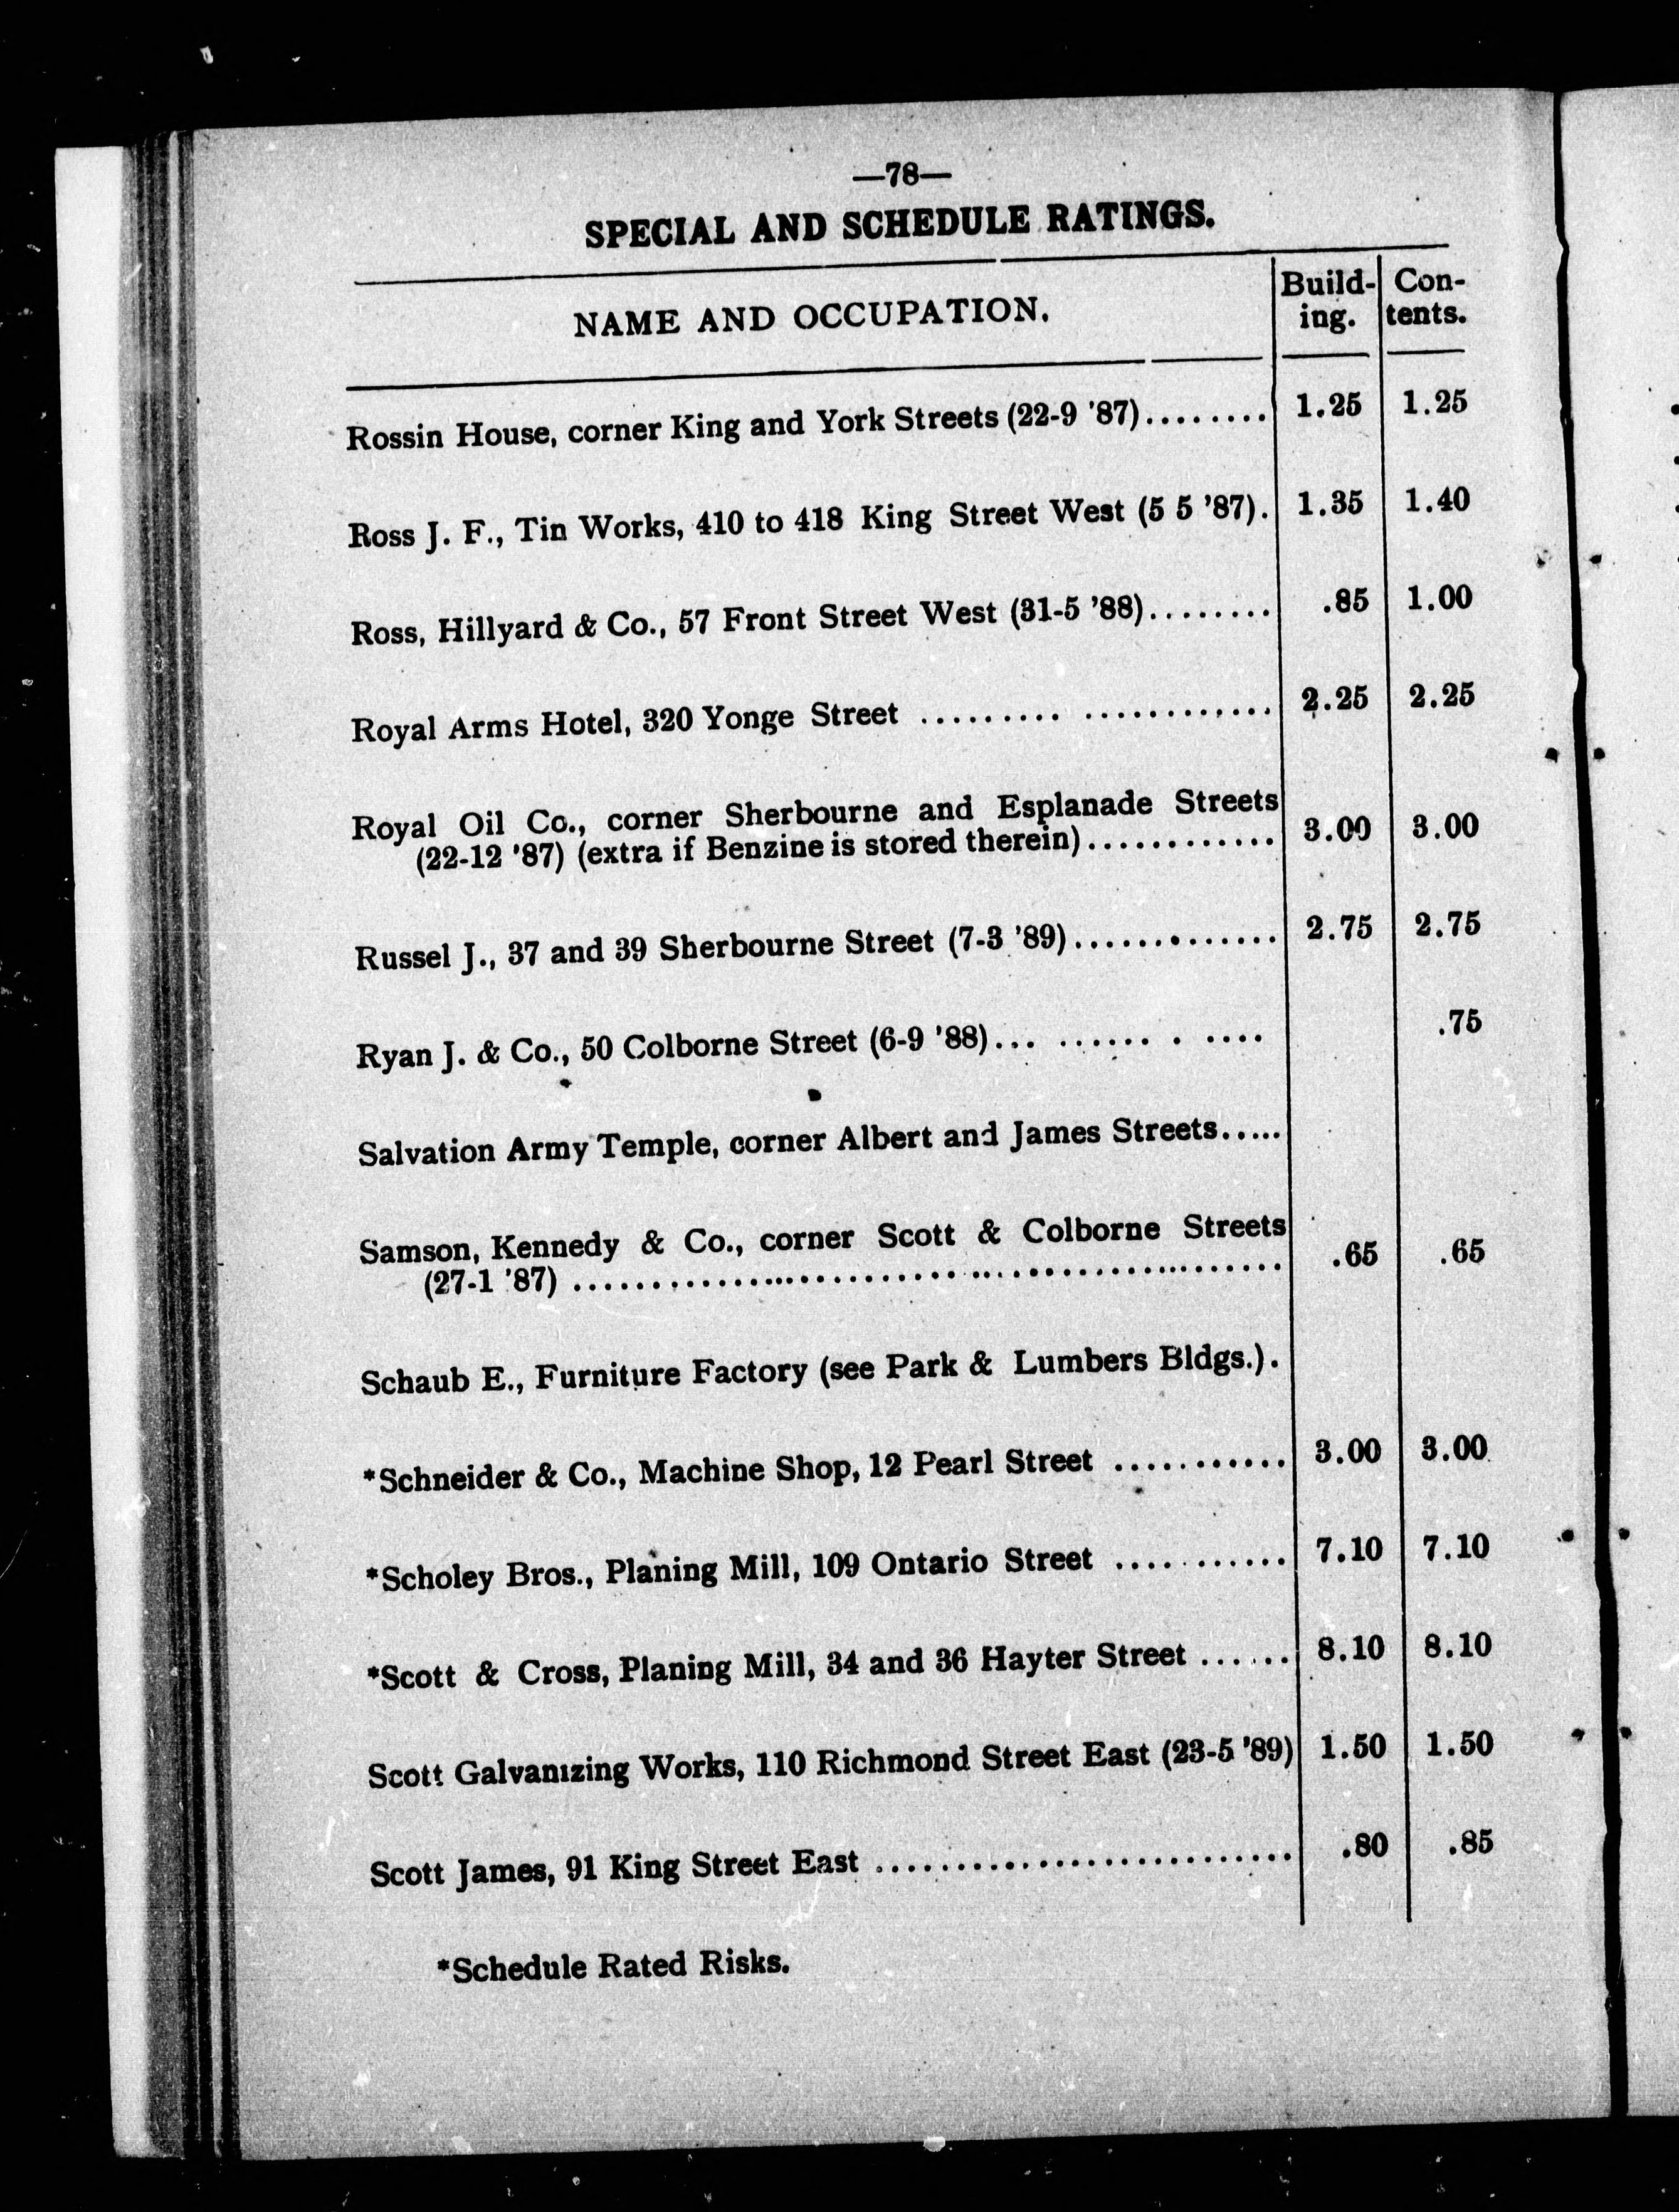 —78—
SPECIAL AND SCHEDULE RATINGS.
NAME AND OCCUPATION. Build-ing. Con-tents.
Rossin House, corner King and York Streets (22-9 '87)........ 1.25 1.25
Ross J. F., Tin Works, 410 to 418 King Street West (5 5 '87). 1.35 1.40
Ross, Hillyard & Co., 57 Front Street West (31-5 '88)........ .85 1.00
Royal Arms Hotel, 320 Yonge Street ......... ............ 2.25 2.25
Royal Oil Co., corner Sherbourne and Esplanade Streets
(22-12 '87) (extra if Benzine is stored therein)............ 3.00 3.00
Russel J., 37 and 39 Sherbourne Street (7-3 '89)............. 2.75 2.75
Ryan J. & Co., 50 Colborne Street (6-9 '88)... ...... . .... .75
Salvation Army Temple, corner Albert and James Streets.....
Samson, Kennedy & Co., corner Scott & Colborne Streets
(27-1 '87) ............................................ .65 .65
Schaub E., Furniture Factory (see Park & Lumbers Bldgs.).
*Schneider & Co., Machine Shop, 12 Pearl Street ........... 3.00 3.00
*Scholey Bros., Planing Mill, 109 Ontario Street ........... 7.10 7.10
*Scott & Cross, Planing Mill, 34 and 36 Hayter Street ...... 8.10 8.10
Scott Galvanizing Works, 110 Richmond Street East (23-5 '89) 1.50 1.50
Scott James, 91 King Street East ........................... .80 .85
*Schedule Rated Risks.